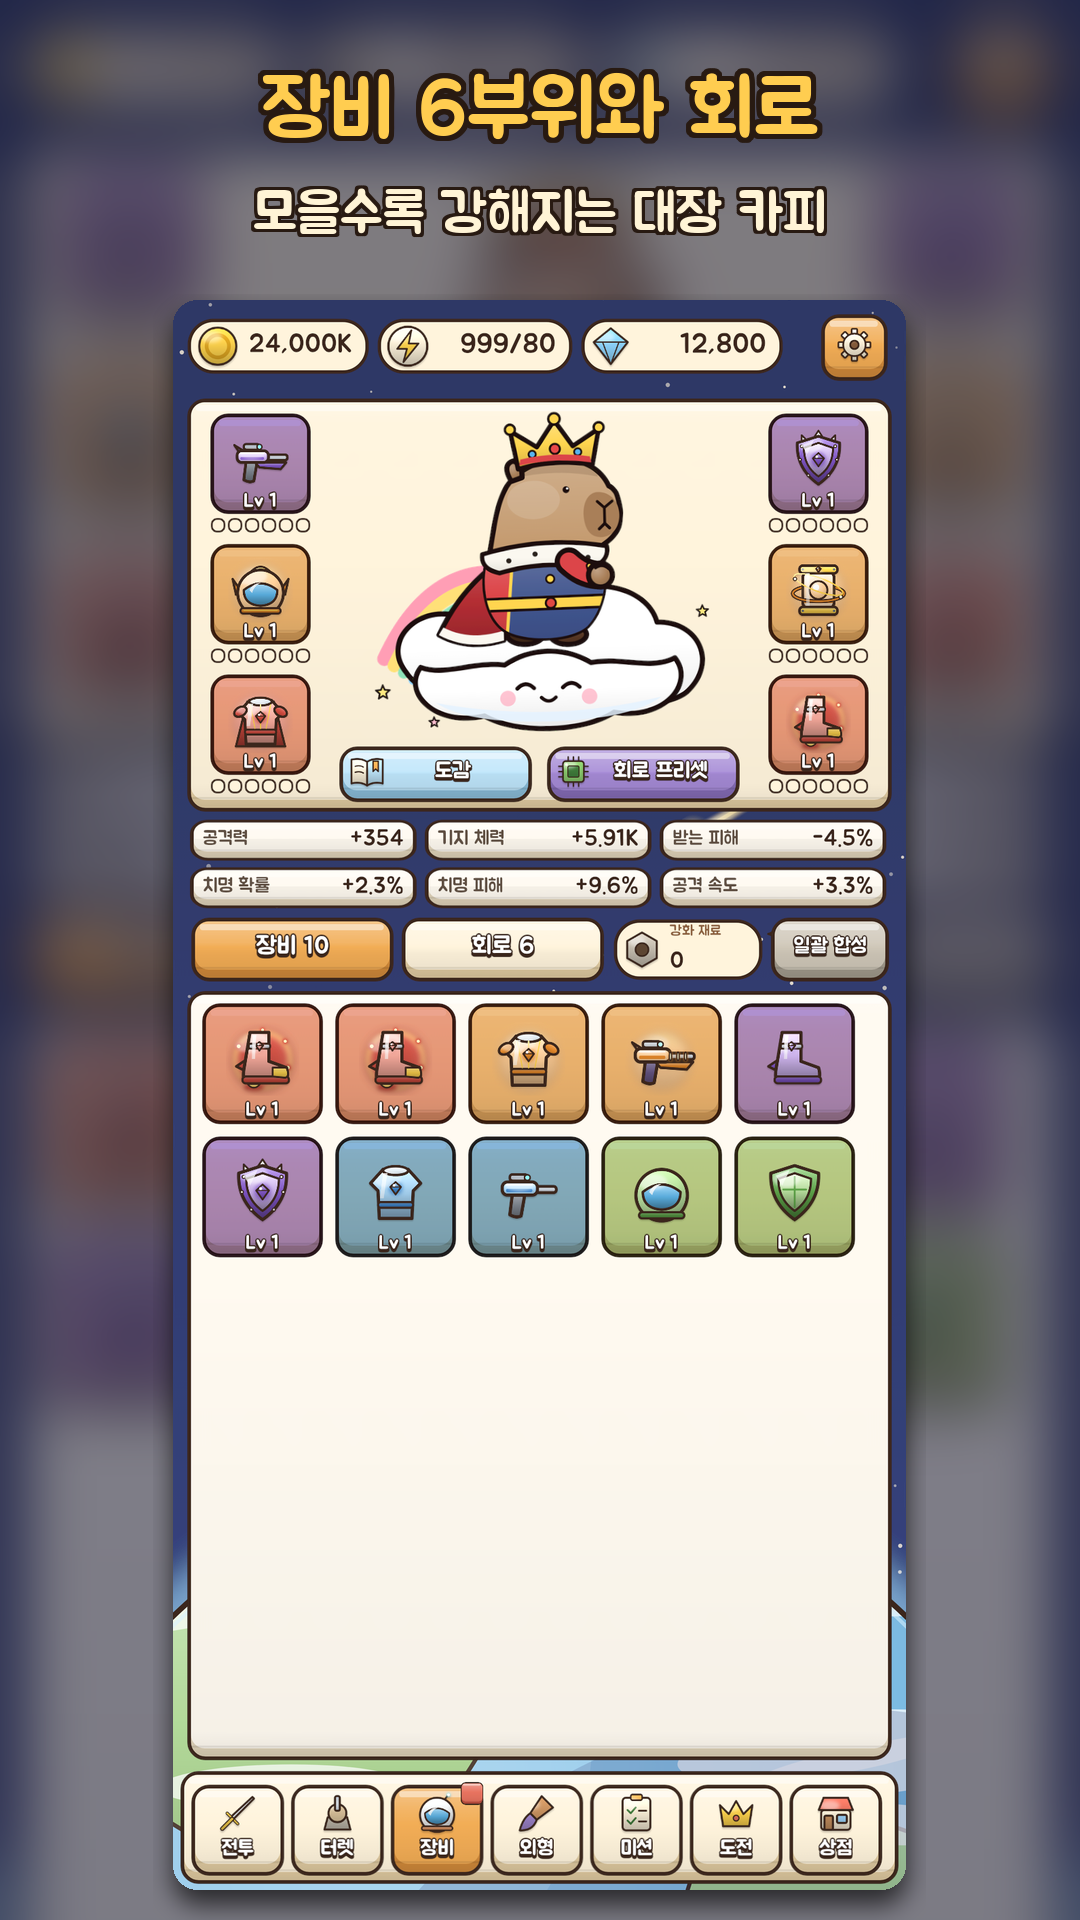 장비 6부위와 회로
모을수록 강해지는 대장 카피
24,000K
999/80
12,800
Lv 1
Lv 1
Lv 1
Lv 1
Lv 1
Lv 1
도감
회로 프리셋
공격력 +354
기지 체력 +5.91K
받는 피해 -4.5%
치명 확률 +2.3%
치명 피해 +9.6%
공격 속도 +3.3%
장비 10
회로 6
강화 재료
0
일괄 합성
Lv 1 Lv 1 Lv 1 Lv 1 Lv 1
Lv 1 Lv 1 Lv 1 Lv 1 Lv 1
전투 터렛 장비 외형 미션 도전 상점